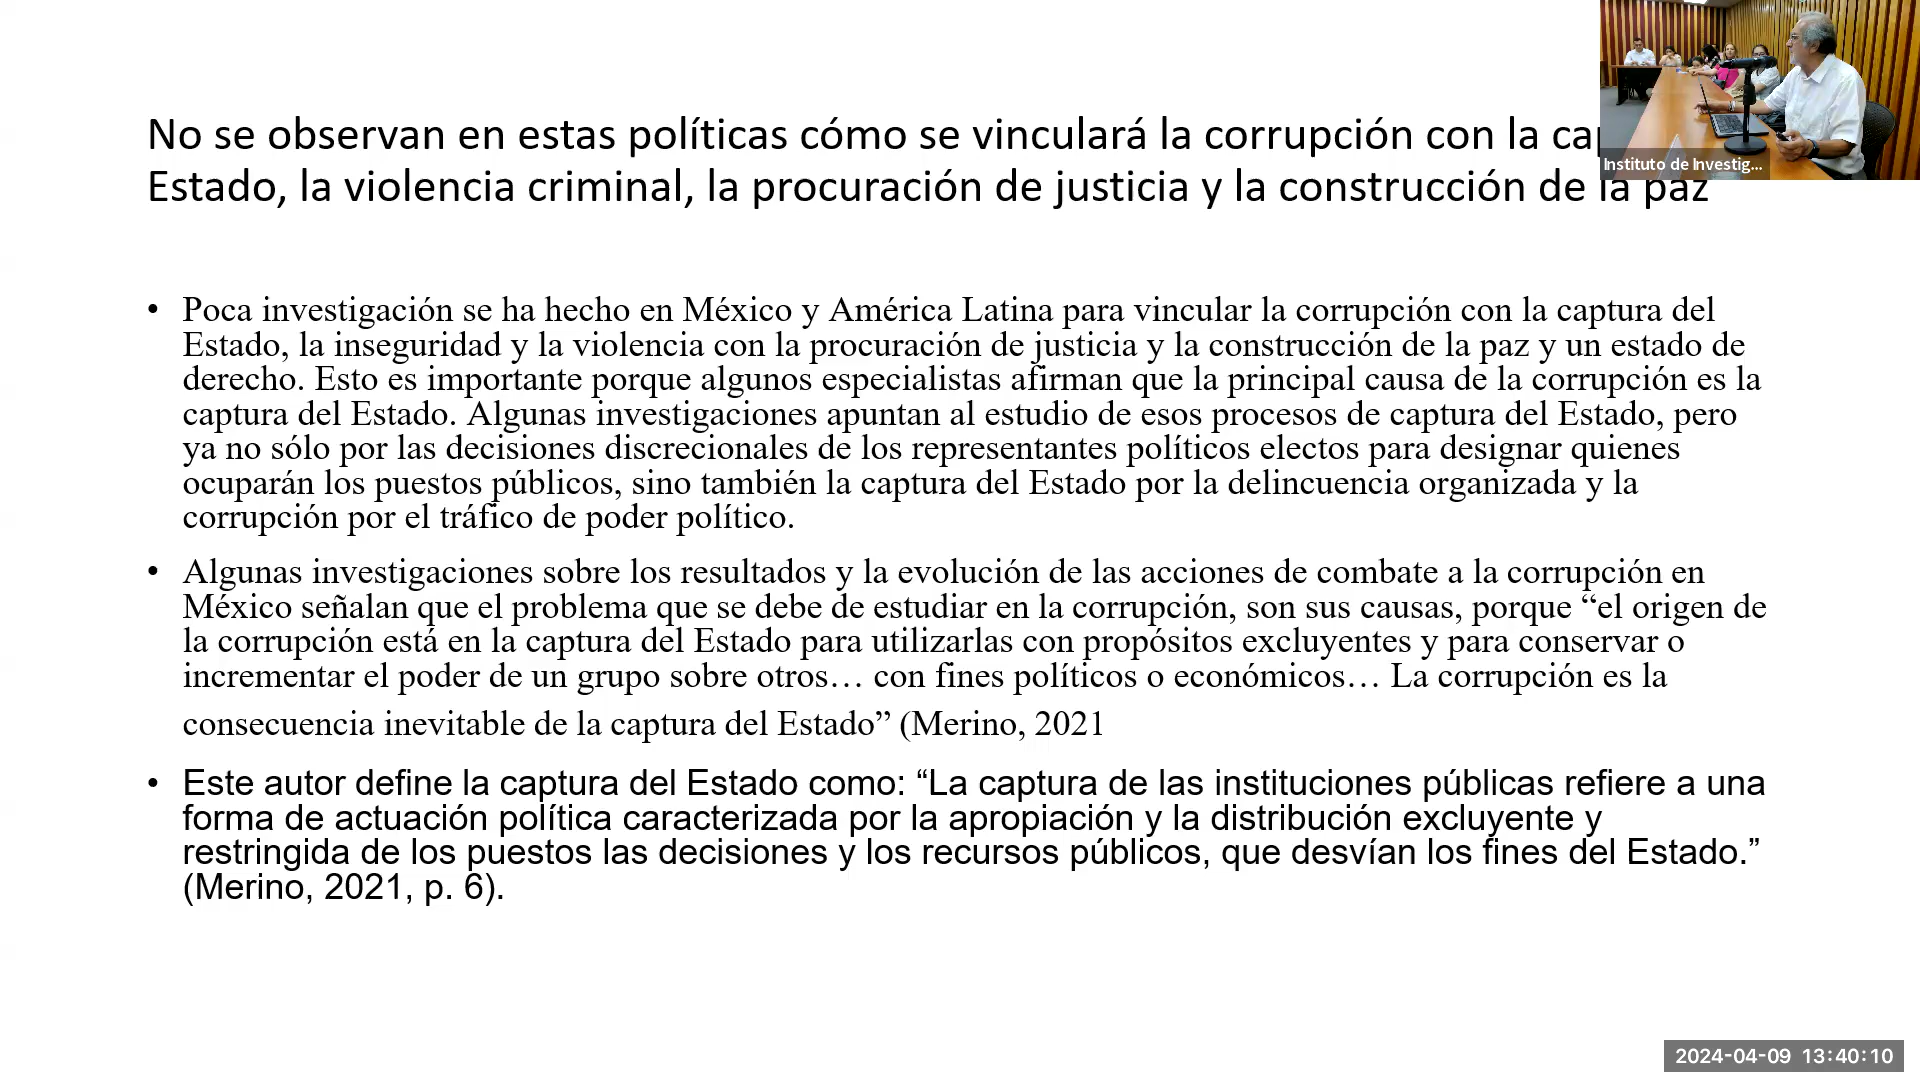 No se observan en estas políticas cómo se vinculará la corrupción con la
Estado, la violencia criminal, la procuración de justicia y la construcción de la paz
Instituto de Investig...
• Poca investigación se ha hecho en México y América Latina para vincular la corrupción con la captura del
Estado, la inseguridad y la violencia con la procuración de justicia y la construcción de la paz y un estado de
derecho. Esto es importante porque algunos especialistas afirman que la principal causa de la corrupción es la
captura del Estado. Algunas investigaciones apuntan al estudio de esos procesos de captura del Estado, pero
ya no sólo por las decisiones discrecionales de los representantes políticos electos para designar quienes
ocuparán los puestos públicos, sino también la captura del Estado por la delincuencia organizada y la
corrupción por el tráfico de poder político.
• Algunas investigaciones sobre los resultados y la evolución de las acciones de combate a la corrupción en
México señalan que el problema que se debe de estudiar en la corrupción, son sus causas, porque “el origen de
la corrupción está en la captura del Estado para utilizarlas con propósitos excluyentes y para conservar o
incrementar el poder de un grupo sobre otros… con fines políticos o económicos… La corrupción es la
consecuencia inevitable de la captura del Estado” (Merino, 2021
• Este autor define la captura del Estado como: “La captura de las instituciones públicas refiere a una
forma de actuación política caracterizada por la apropiación y la distribución excluyente y
restringida de los puestos las decisiones y los recursos públicos, que desvían los fines del Estado.”
(Merino, 2021, p. 6).
2024-04-09 13:40:10